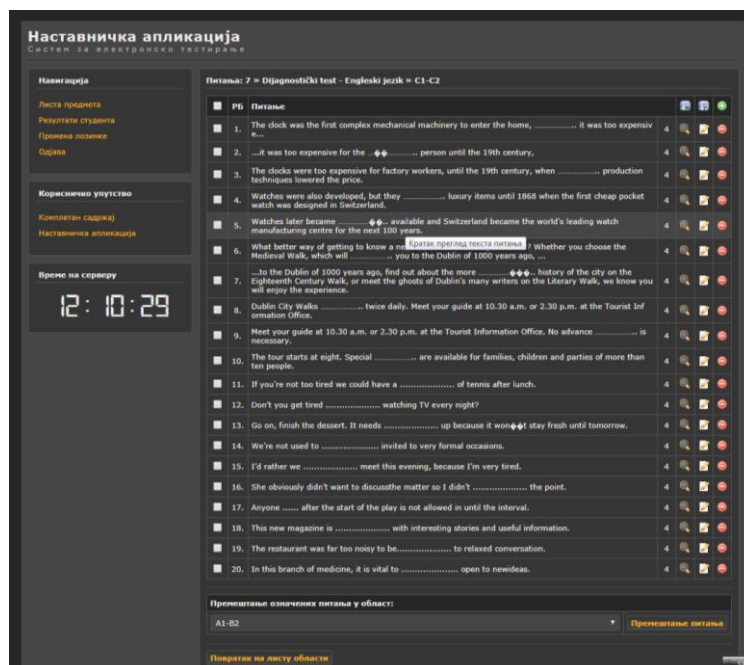 Наставничка апликација
Систем за електронско тестирање
Навигација
Листа предмета
Резултати студента
Промена лозинке
Одјава
Корисничко упутство
Комплетан садржај
Наставничка апликација
Време на серверу
12:10:29
Питања: 7 » Dijagnostički test - Engleski jezik » C1-C2
РБ Питање
1. The clock was the first complex mechanical machinery to enter the home, ................... it was too expensiv
e... 4
2. ...it was too expensive for the ...��............ person until the 19th century, 4
3. The clocks were too expensive for factory workers, until the 19th century, when ................... production
techniques lowered the price. 4
4. Watches were also developed, but they ................... luxury items until 1868 when the first cheap pocket
watch was designed in Switzerland. 4
5. Watches later became ............��.. available and Switzerland became the world's leading watch
manufacturing centre for the next 100 years. 4
Кратак преглед текста питања
6. What better way of getting to know a ne ? Whether you choose the
Medieval Walk, which will ................... you to the Dublin of 1000 years ago, ... 4
7. ...to the Dublin of 1000 years ago, find out about the more ............���.. history of the city on the
Eighteenth Century Walk, or meet the ghosts of Dublin's many writers on the Literary Walk, we know you
will enjoy the experience. 4
8. Dublin City Walks ................... twice daily. Meet your guide at 10.30 a.m. or 2.30 p.m. at the Tourist Inf
ormation Office. 4
9. Meet your guide at 10.30 a.m. or 2.30 p.m. at the Tourist Information Office. No advance ................... is
necessary. 4
10. The tour starts at eight. Special ................... are available for families, children and parties of more than
ten people. 4
11. If you're not too tired we could have a ................... of tennis after lunch. 4
12. Don't you get tired ................... watching TV every night? 4
13. Go on, finish the dessert. It needs ................... up because it won��t stay fresh until tomorrow. 4
14. We're not used to .................... invited to very formal occasions. 4
15. I'd rather we ................... meet this evening, because I'm very tired. 4
16. She obviously didn't want to discussthe matter so I didn't ................... the point. 4
17. Anyone ...... after the start of the play is not allowed in until the interval. 4
18. This new magazine is ................... with interesting stories and useful information. 4
19. The restaurant was far too noisy to be................... to relaxed conversation. 4
20. In this branch of medicine, it is vital to .................... open to newideas. 4
Премештање означених питања у област:
A1-B2
Премештање питања
Повратак на листу области